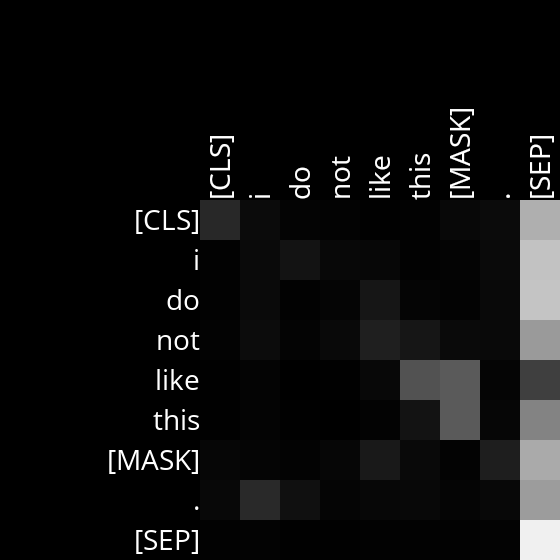 [CLS] i do not like this [MASK] . [SEP]
[CLS]
i
do
not
like
this
[MASK]
.
[SEP]